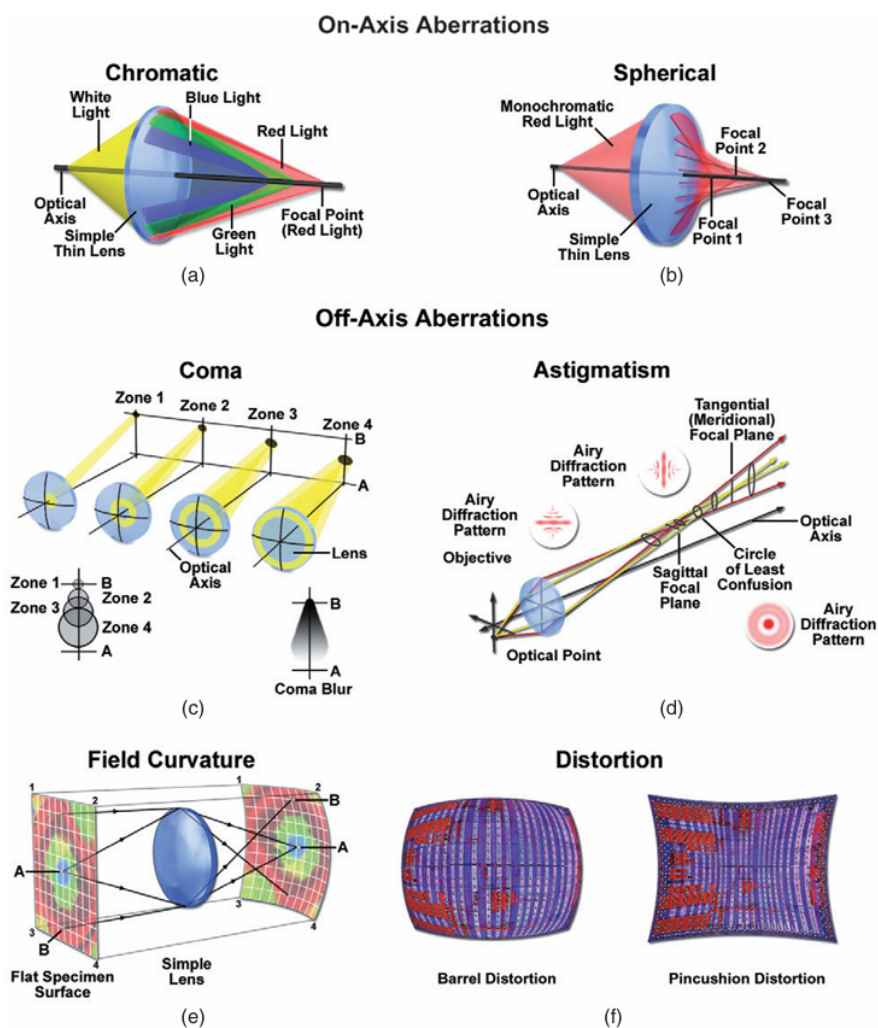 On-Axis Aberrations
Chromatic
White
Light
Blue Light
Red Light
Optical
Axis
Simple
Thin Lens
Green
Light
Focal Point
(Red Light)
(a)
Spherical
Monochromatic
Red Light
Focal
Point 2
Optical
Axis
Simple
Thin Lens
Focal
Point 1
Focal
Point 3
(b)
Off-Axis Aberrations
Coma
Zone 1
Zone 2
Zone 3
Zone 4
B
A
Lens
Optical
Axis
Zone 1
B
Zone 2
Zone 3
Zone 4
A
B
A
Coma Blur
(c)
Astigmatism
Tangential
(Meridional)
Focal Plane
Airy
Diffraction
Pattern
Airy
Diffraction
Pattern
Objective
Optical
Axis
Circle
of Least
Confusion
Sagittal
Focal
Plane
Airy
Diffraction
Pattern
Optical Point
(d)
Field Curvature
1
2
A
3
B
4
1
2
B
A
3
4
Flat Specimen
Surface
Simple
Lens
(e)
Distortion
Barrel Distortion
Pincushion Distortion
(f)